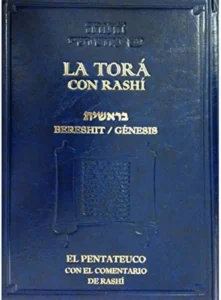 LA TORÁ
CON RASHÍ
בראשית
BERESHIT / GÉNESIS
EL PENTATEUCO
CON EL COMENTARIO
DE RASHÍ